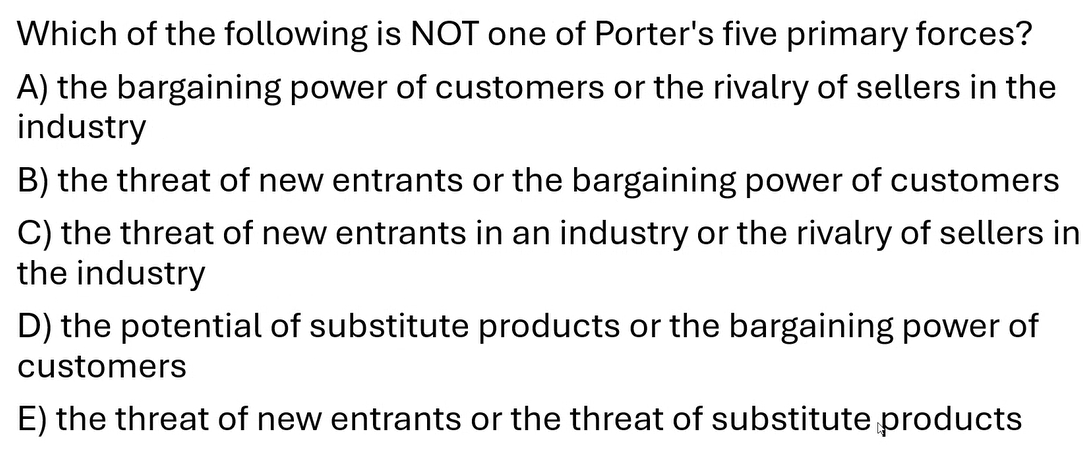 Which of the following is NOT one of Porter's five primary forces?
A) the bargaining power of customers or the rivalry of sellers in the
industry
B) the threat of new entrants or the bargaining power of customers
C) the threat of new entrants in an industry or the rivalry of sellers in
the industry
D) the potential of substitute products or the bargaining power of
customers
E) the threat of new entrants or the threat of substitute products